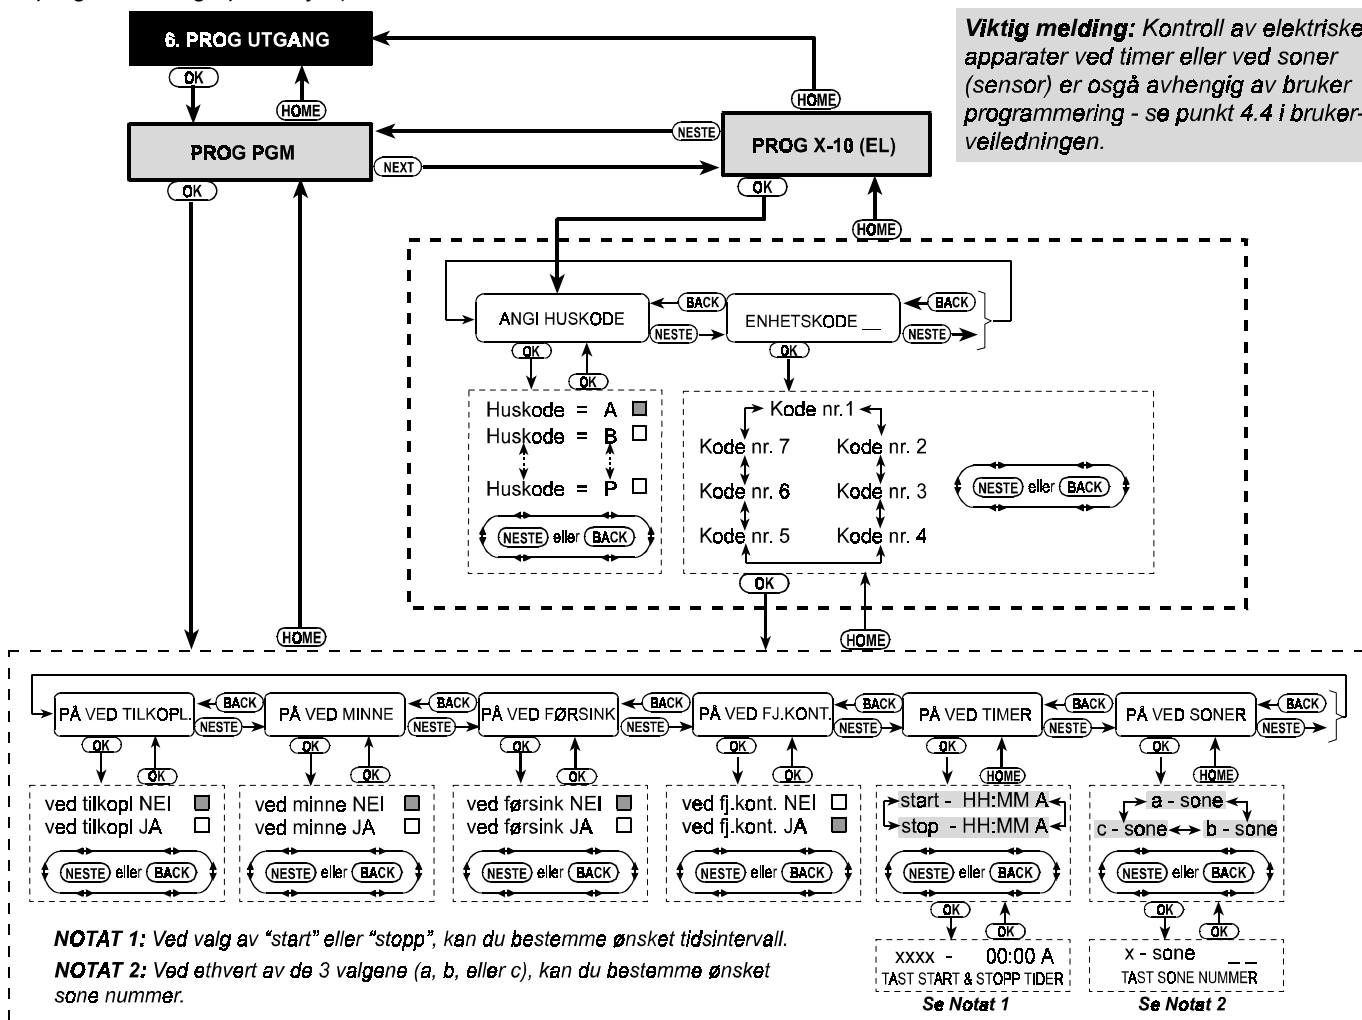 6. PROG UTGANG
OK
HOME
HOME
PROG PGM
NESTE
NEXT
PROG X-10 (EL)
OK
OK
HOME
Viktig melding: Kontroll av elektriske
apparater ved timer eller ved soner
(sensor) er osgå avhengig av bruker
programmering - se punkt 4.4 i bruker-
veiledningen.
ANGI HUSKODE
BACK
NESTE
ENHETSKODE __
BACK
NESTE
OK
OK
OK
Huskode = A
Huskode = B
Huskode = P
NESTE eller BACK
Kode nr.1
Kode nr. 7
Kode nr. 2
Kode nr. 6
Kode nr. 3
Kode nr. 5
Kode nr. 4
NESTE eller BACK
OK
HOME
HOME
PÅ VED TILKOPL.
BACK
NESTE
PÅ VED MINNE
BACK
NESTE
PÅ VED FØRSINK
BACK
NESTE
PÅ VED FJ.KONT.
BACK
NESTE
PÅ VED TIMER
BACK
NESTE
PÅ VED SONER
BACK
NESTE
OK
OK
OK
OK
OK
OK
OK
OK
OK
HOME
OK
HOME
ved tilkopl NEI
ved tilkopl JA
NESTE eller BACK
ved minne NEI
ved minne JA
NESTE eller BACK
ved førsink NEI
ved førsink JA
NESTE eller BACK
ved fj.kont. NEI
ved fj.kont. JA
NESTE eller BACK
start - HH:MM A
stop - HH:MM A
NESTE eller BACK
a - sone
c - sone
b - sone
NESTE eller BACK
OK
OK
OK
OK
NOTAT 1: Ved valg av “start” eller “stopp”, kan du bestemme ønsket tidsintervall.
NOTAT 2: Ved ethvert av de 3 valgene (a, b, eller c), kan du bestemme ønsket
sone nummer.
xxxx - 00:00 A
TAST START & STOPP TIDER
Se Notat 1
x - sone _ _
TAST SONE NUMMER
Se Notat 2